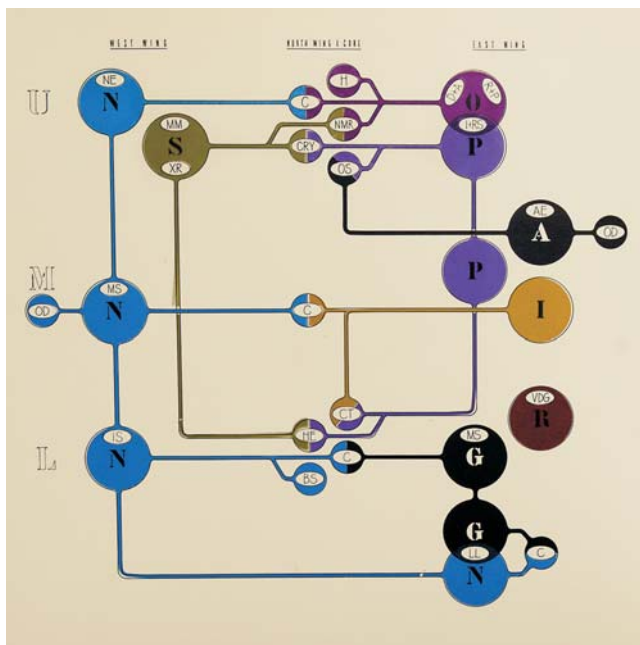 WEST WING NORTH WING & CORE EAST WING
U
NE
N
C
H
D+A
K+P
O
MM
S
XR
NMR
CRY
OS
I+RS
P
AE
A
OD
M
OD
MS
N
C
P
I
CT
HE
VDG
R
L
IS
N
BS
C
MS
G
G
LL
N
C